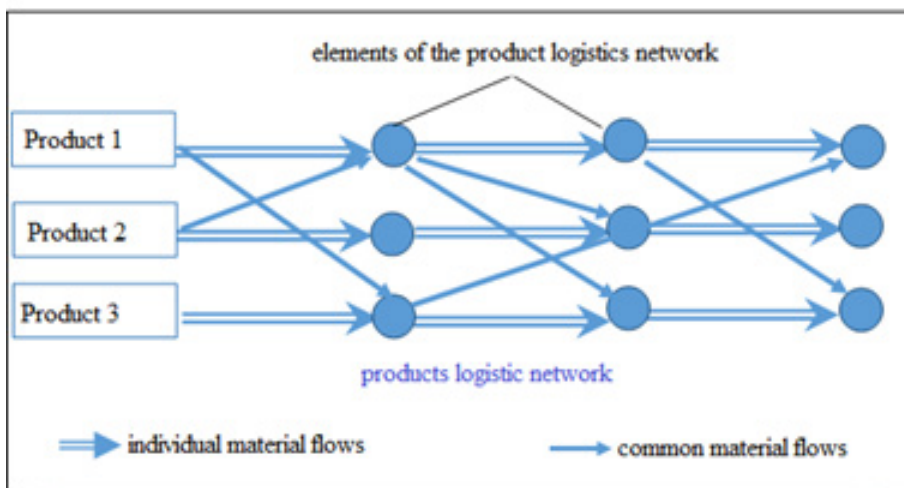 elements of the product logistics network
Product 1
Product 2
Product 3
products logistic network
individual material flows
common material flows